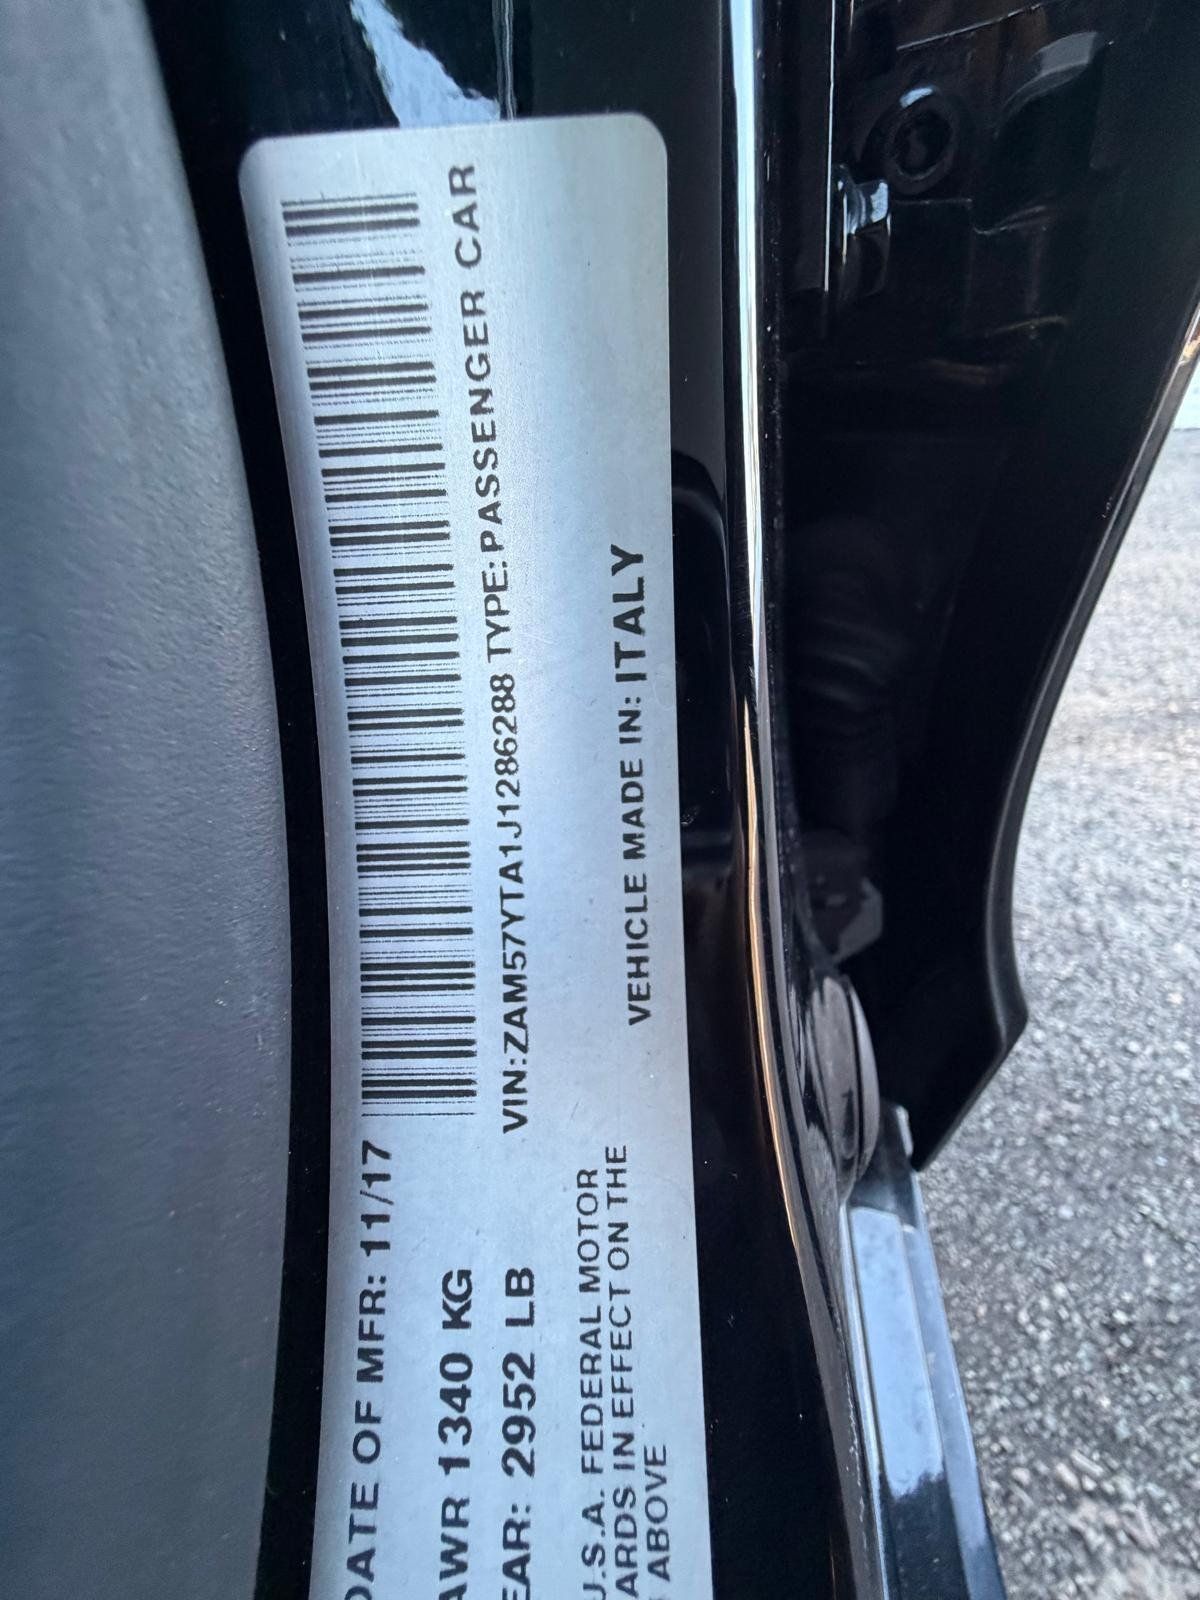 DATE OF MFR: 11/17
AWR 1340 KG
EAR: 2952 LB
VIN:ZAM57YTA1J1286288 TYPE:PASSENGER CAR
U.S.A. FEDERAL MOTOR
ARDS IN EFFECT ON THE
ABOVE
VEHICLE MADE IN: ITALY